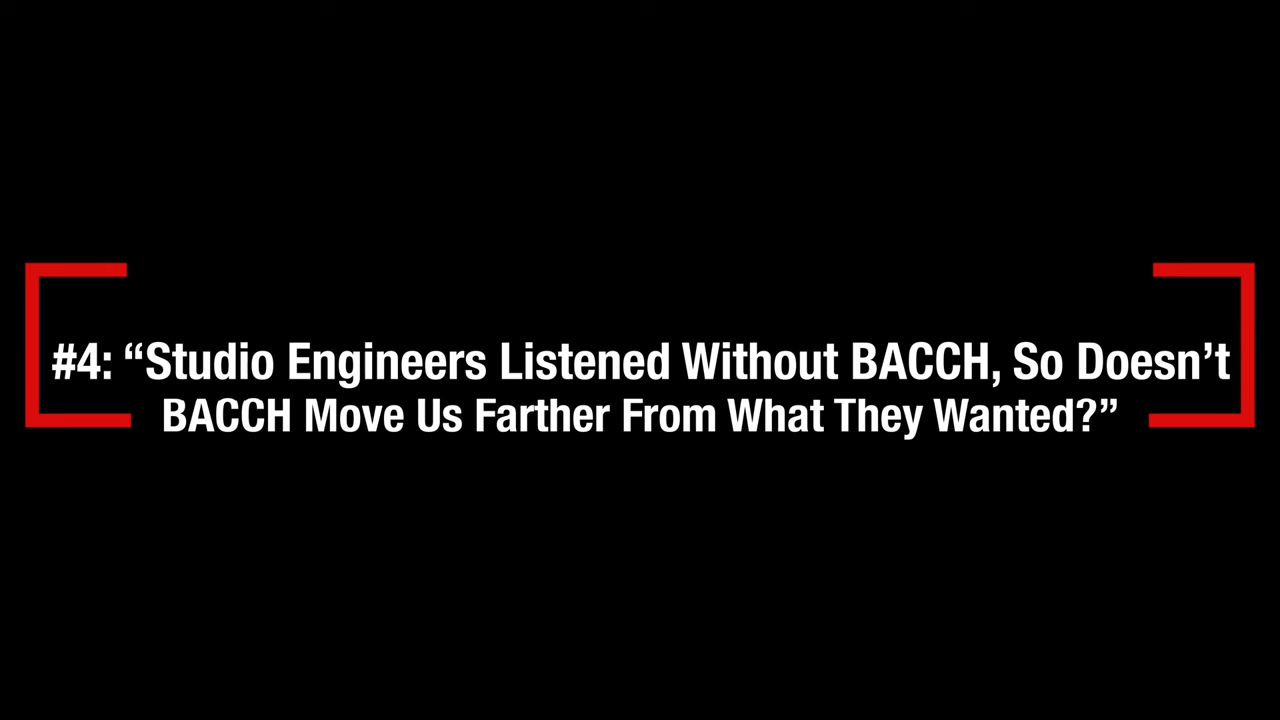 #4: “Studio Engineers Listened Without BACCH, So Doesn’t
BACCH Move Us Farther From What They Wanted?”